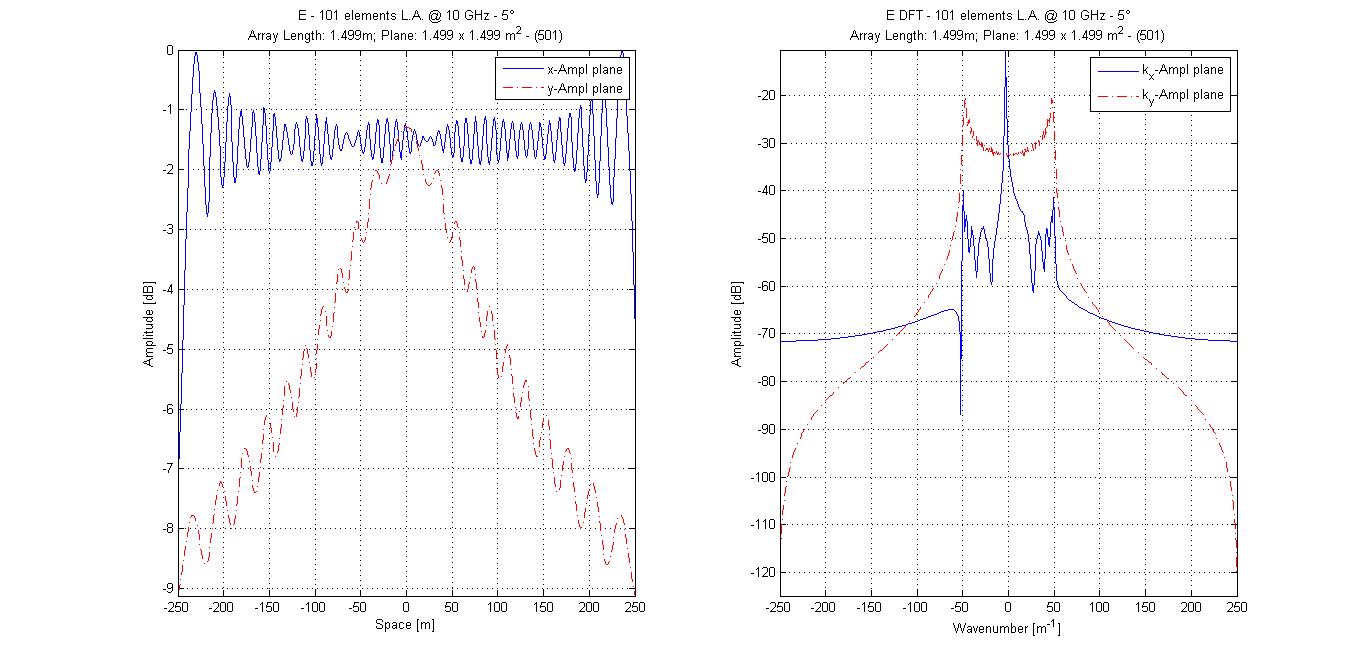 E - 101 elements L.A. @ 10 GHz - 5°
Array Length: 1.499m; Plane: 1.499 x 1.499 m² - (501)
x-Ampl plane
y-Ampl plane
0
-1
-2
-3
-4
-5
-6
-7
-8
-9
Amplitude [dB]
-250 -200 -150 -100 -50 0 50 100 150 200 250
Space [m]
E DFT - 101 elements L.A. @ 10 GHz - 5°
Array Length: 1.499m; Plane: 1.499 x 1.499 m² - (501)
kₓ-Ampl plane
k_y-Ampl plane
-20
-30
-40
-50
-60
-70
-80
-90
-100
-110
-120
Amplitude [dB]
-250 -200 -150 -100 -50 0 50 100 150 200 250
Wavenumber [m⁻¹]